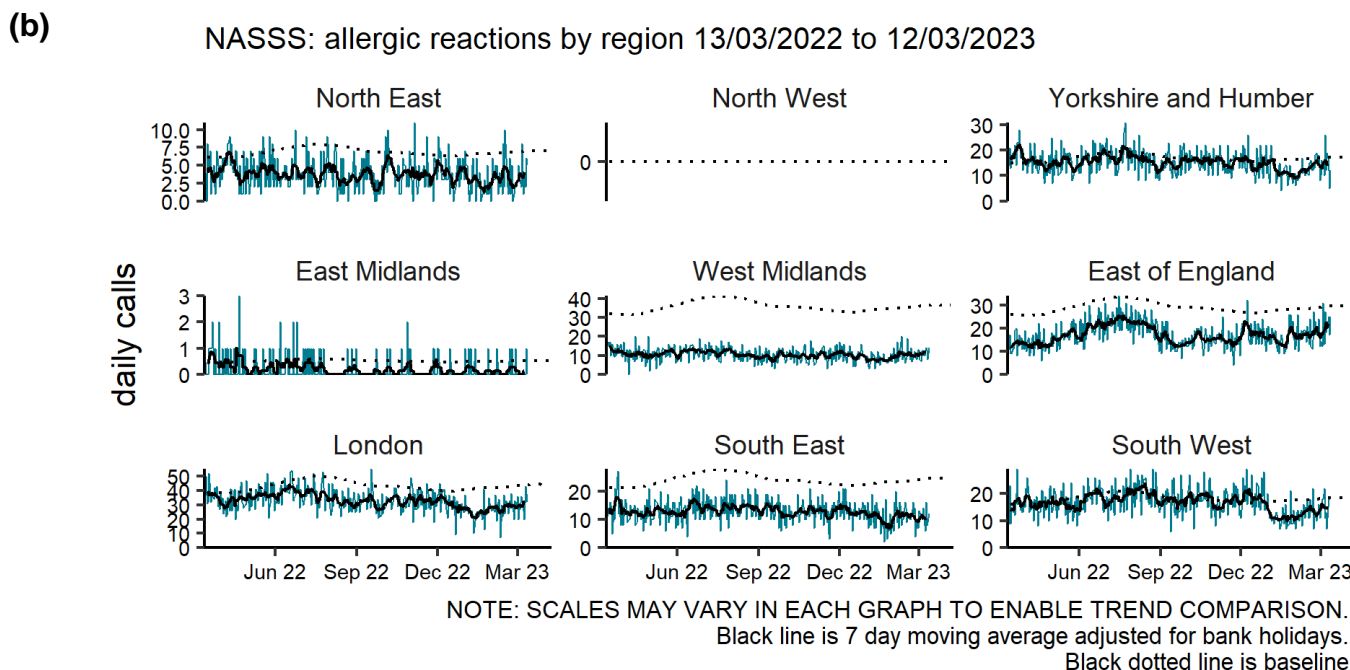 (b)
NASSS: allergic reactions by region 13/03/2022 to 12/03/2023
North East
North West
Yorkshire and Humber
10.0
7.5
5.0
2.5
0.0
0
30
20
10
0
East Midlands
West Midlands
East of England
3
2
1
0
40
30
20
10
0
30
20
10
0
daily calls
London
South East
South West
50
40
30
20
10
0
20
10
0
20
10
0
Jun 22 Sep 22 Dec 22 Mar 23
Jun 22 Sep 22 Dec 22 Mar 23
Jun 22 Sep 22 Dec 22 Mar 23
NOTE: SCALES MAY VARY IN EACH GRAPH TO ENABLE TREND COMPARISON.
Black line is 7 day moving average adjusted for bank holidays.
Black dotted line is baseline